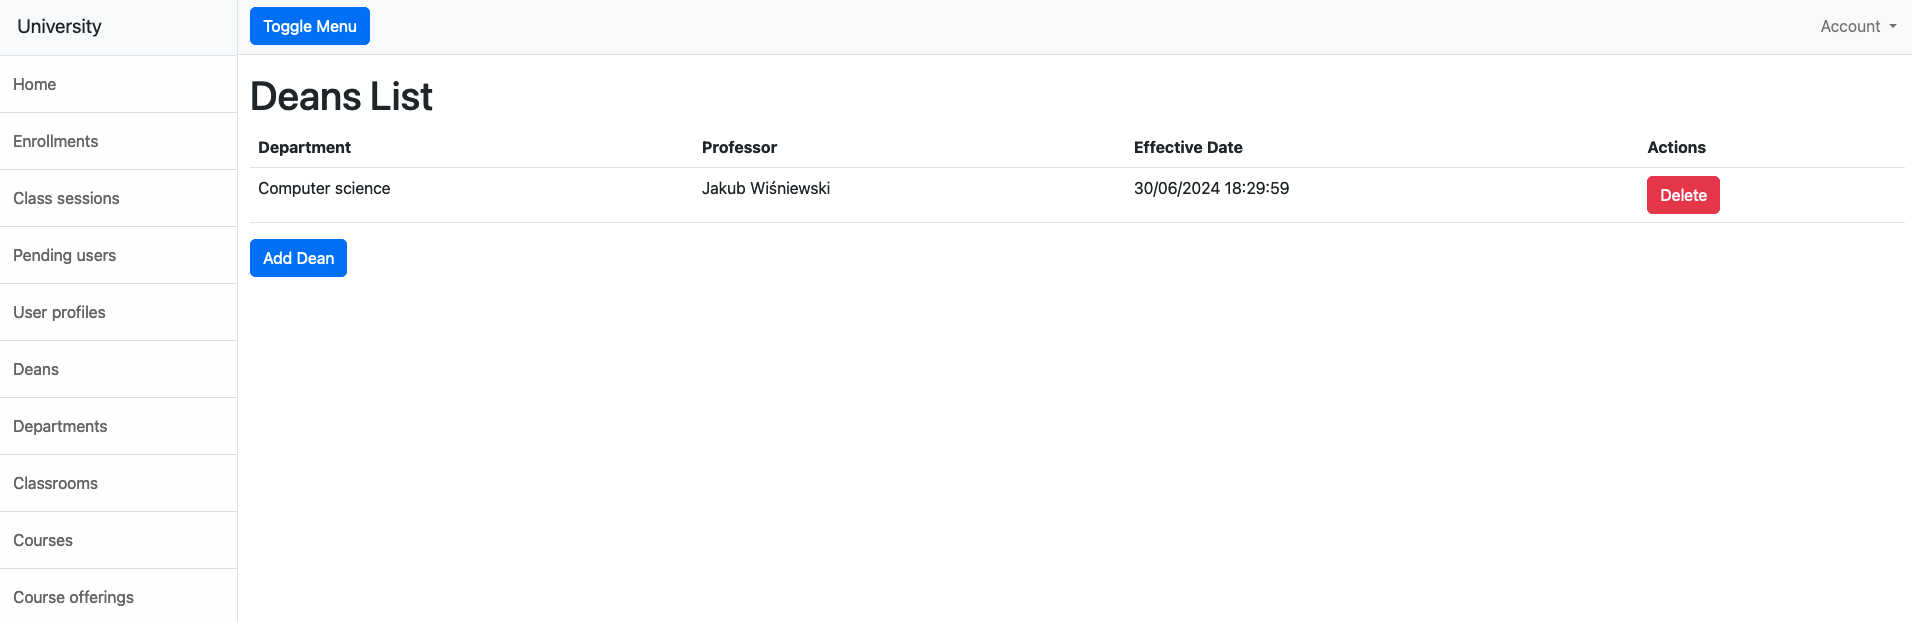 University
Toggle Menu
Account
Home
Enrollments
Class sessions
Pending users
User profiles
Deans
Departments
Classrooms
Courses
Course offerings
Deans List
Department Professor Effective Date Actions
Computer science Jakub Wiśniewski 30/06/2024 18:29:59 Delete
Add Dean